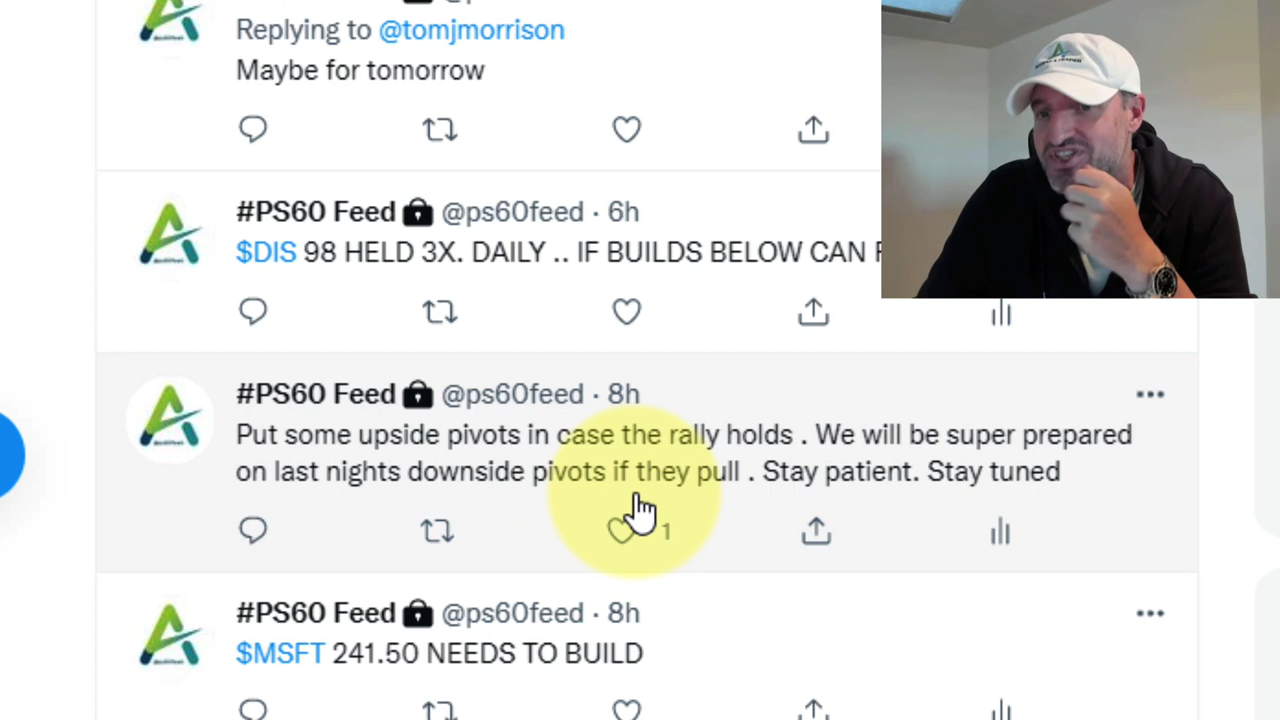 Replying to @tomjmorrison
Maybe for tomorrow
#PS60 Feed @ps60feed · 6h
$DIS 98 HELD 3X. DAILY .. IF BUILDS BELOW CAN
#PS60 Feed @ps60feed · 8h
Put some upside pivots in case the rally holds . We will be super prepared
on last nights downside pivots if they pull . Stay patient. Stay tuned
1
#PS60 Feed @ps60feed · 8h
$MSFT 241.50 NEEDS TO BUILD